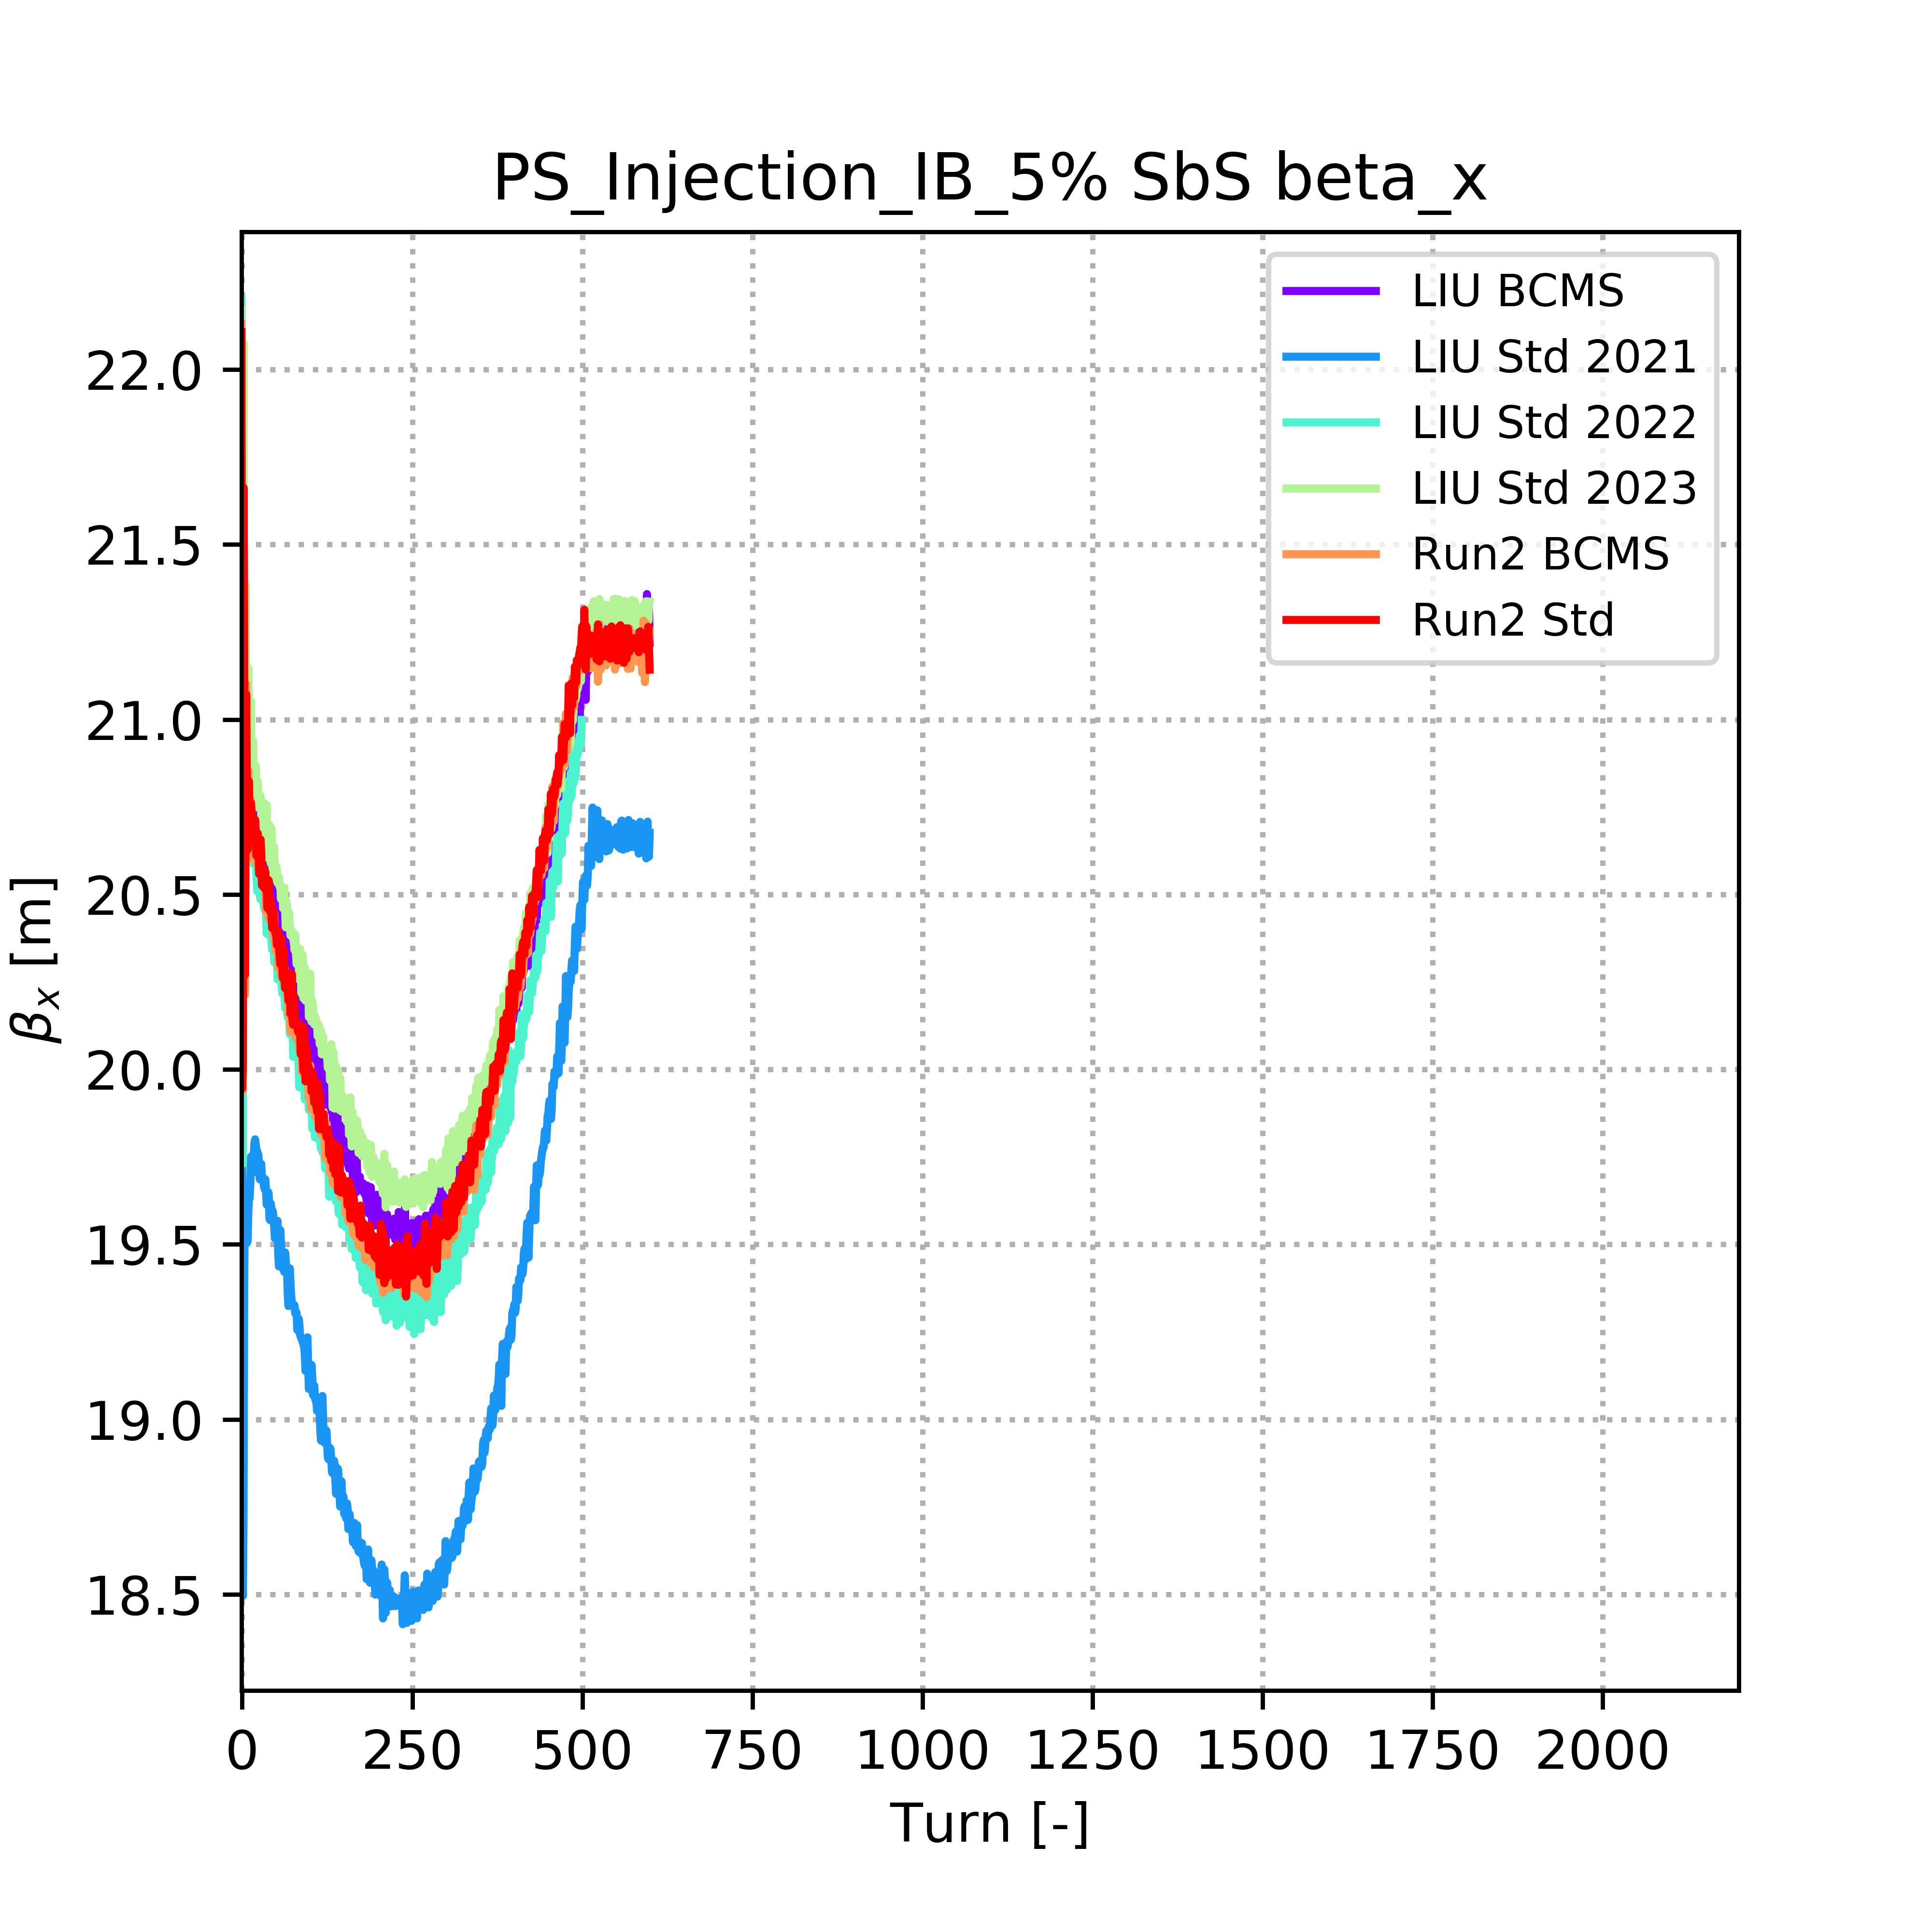 PS_Injection_IB_5% SbS beta_x
LIU BCMS
LIU Std 2021
LIU Std 2022
LIU Std 2023
Run2 BCMS
Run2 Std
22.0
21.5
21.0
20.5
20.0
19.5
19.0
18.5
βx [m]
0 250 500 750 1000 1250 1500 1750 2000
Turn [-]